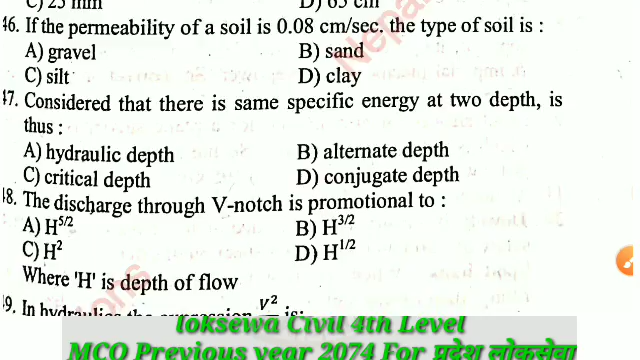 C) 25 mm D) 65 cm
46. If the permeability of a soil is 0.08 cm/sec. the type of soil is :
A) gravel B) sand
C) silt D) clay
47. Considered that there is same specific energy at two depth, is
thus :
A) hydraulic depth B) alternate depth
C) critical depth D) conjugate depth
48. The discharge through V-notch is promotional to :
A) H^5/2 B) H^3/2
C) H^2 D) H^1/2
Where 'H' is depth of flow
49. In hydraulics the expression V^2 is:
loksewa Civil 4th Level
MCQ Previous year 2074 For प्रदेश लोकसेवा